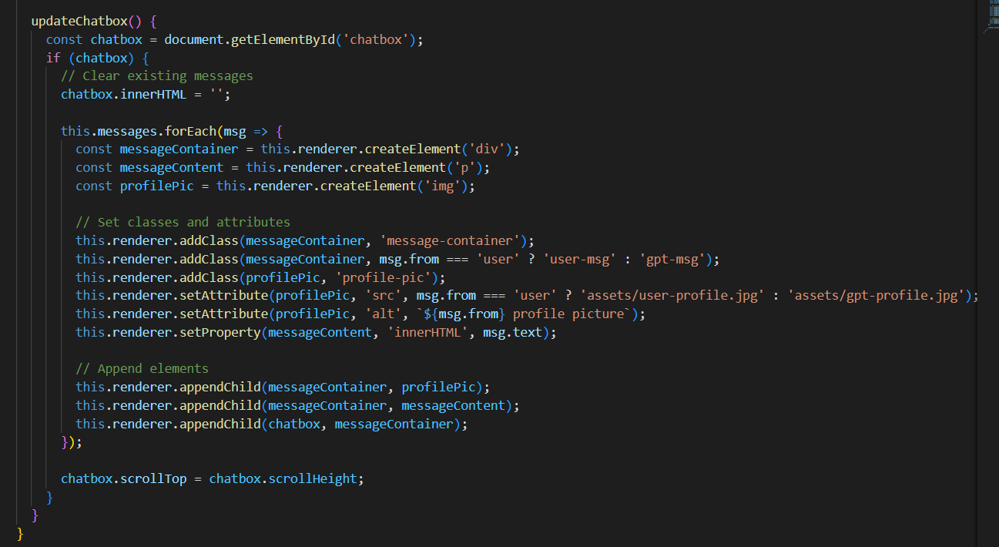 updateChatbox() {
const chatbox = document.getElementById('chatbox');
if (chatbox) {
// Clear existing messages
chatbox.innerHTML = '';
this.messages.forEach(msg => {
const messageContainer = this.renderer.createElement('div');
const messageContent = this.renderer.createElement('p');
const profilePic = this.renderer.createElement('img');
// Set classes and attributes
this.renderer.addClass(messageContainer, 'message-container');
this.renderer.addClass(messageContainer, msg.from === 'user' ? 'user-msg' : 'gpt-msg');
this.renderer.addClass(profilePic, 'profile-pic');
this.renderer.setAttribute(profilePic, 'src', msg.from === 'user' ? 'assets/user-profile.jpg' : 'assets/gpt-profile.jpg');
this.renderer.setAttribute(profilePic, 'alt', `${msg.from} profile picture`);
this.renderer.setProperty(messageContent, 'innerHTML', msg.text);
// Append elements
this.renderer.appendChild(messageContainer, profilePic);
this.renderer.appendChild(messageContainer, messageContent);
this.renderer.appendChild(chatbox, messageContainer);
});
chatbox.scrollTop = chatbox.scrollHeight;
}
}
}